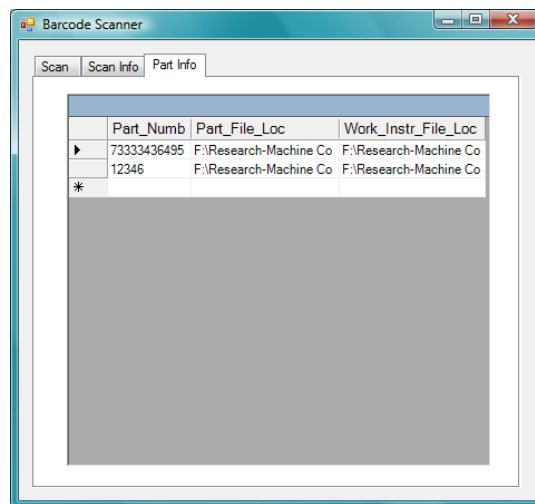 Barcode Scanner
Scan Scan Info Part Info
Part_Numb Part_File_Loc Work_Instr_File_Loc
73333436495 F:\Research-Machine Co F:\Research-Machine Co
12346 F:\Research-Machine Co F:\Research-Machine Co